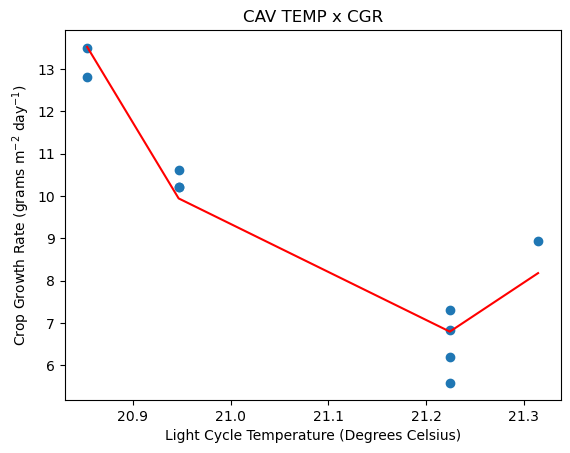 CAV TEMP x CGR
Crop Growth Rate (grams m⁻² day⁻¹)
13
12
11
10
9
8
7
6
20.9 21.0 21.1 21.2 21.3
Light Cycle Temperature (Degrees Celsius)